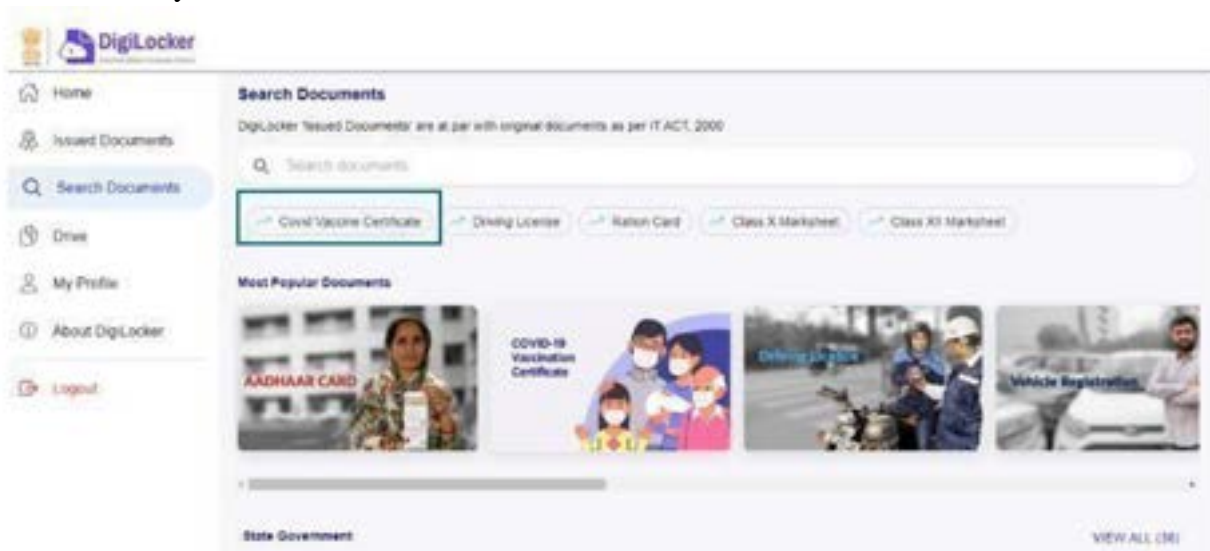 DigiLocker
Home
Issued Documents
Search Documents
Drive
My Profile
About DigiLocker
Logout
Search Documents
DigiLocker 'Issued Documents' are at par with original documents as per IT ACT, 2000
Search documents
Covid Vaccine Certificate
Driving License
Ration Card
Class X Marksheet
Class XII Marksheet
Most Popular Documents
AADHAAR CARD
COVID-19
Vaccination
Certificate
Driving Licence
Vehicle Registration
State Government
VIEW ALL (36)